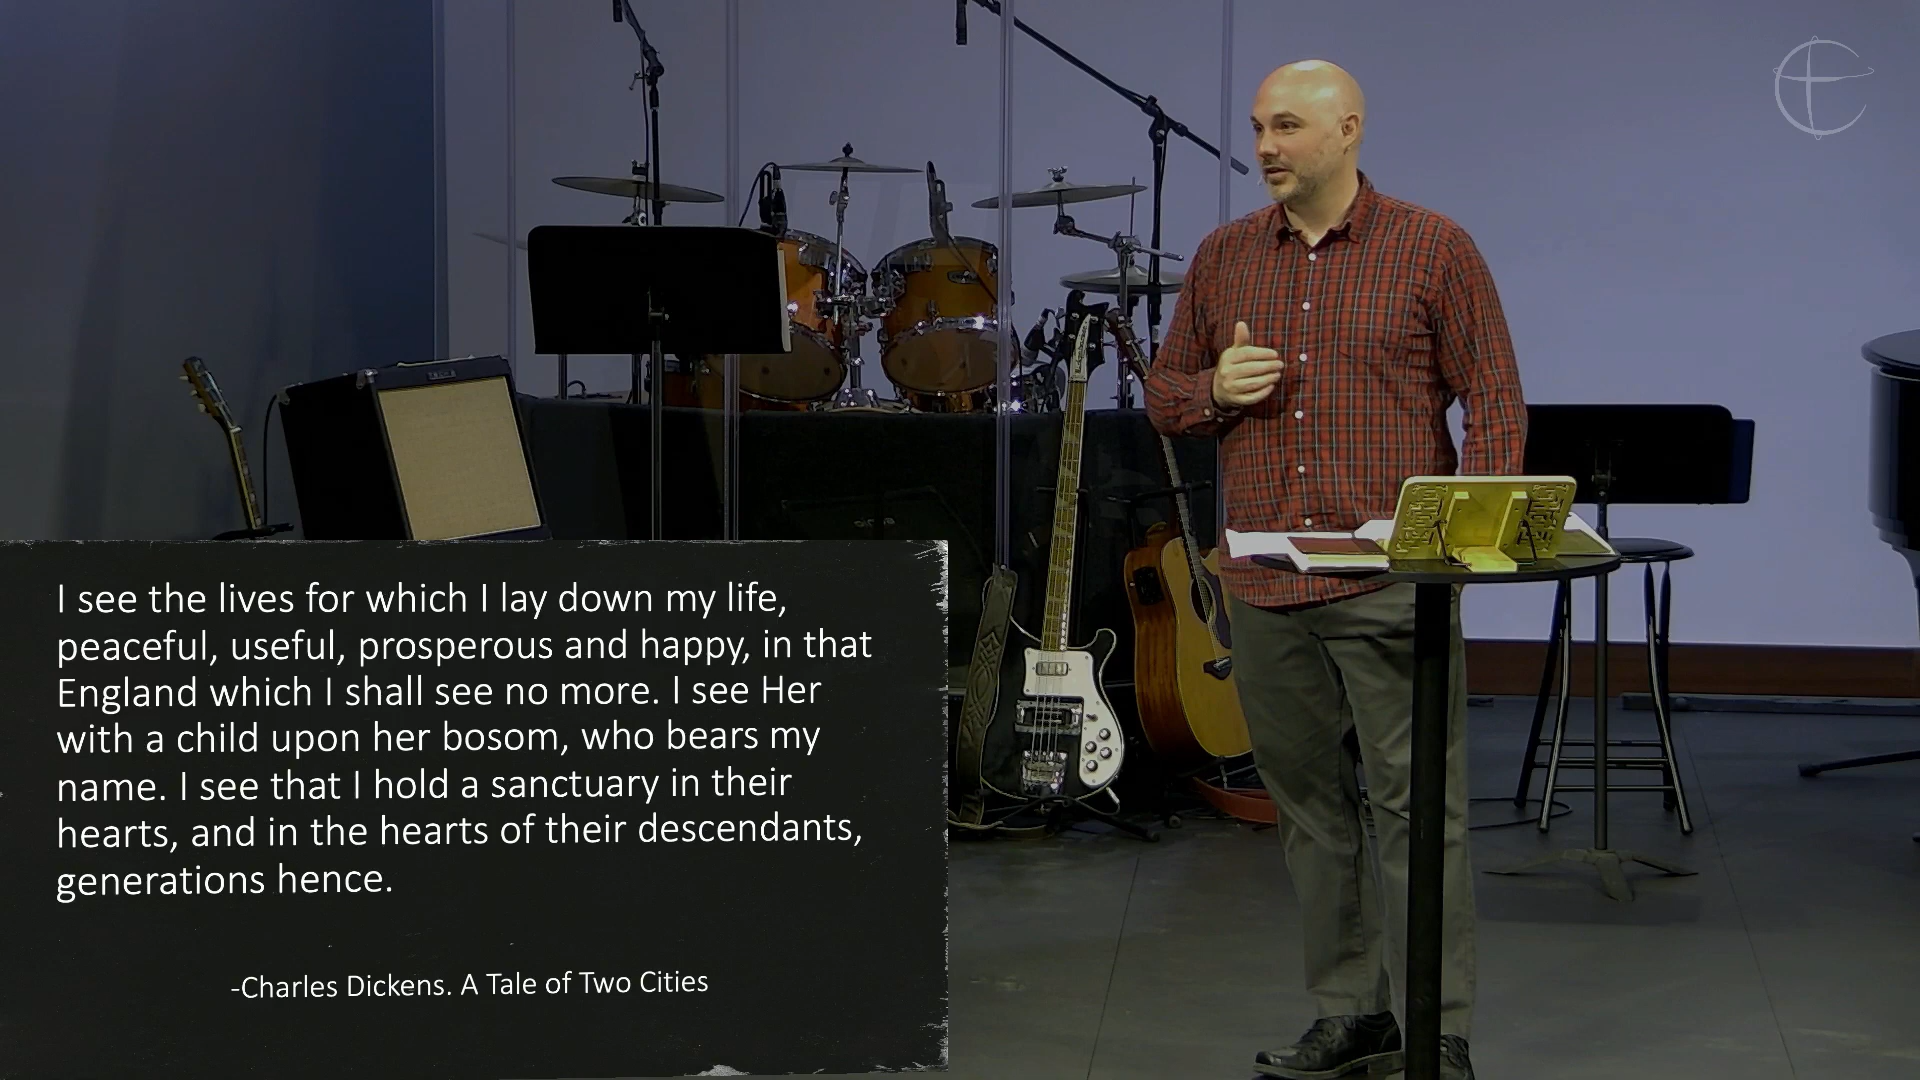 I see the lives for which I lay down my life,
peaceful, useful, prosperous and happy, in that
England which I shall see no more. I see Her
with a child upon her bosom, who bears my
name. I see that I hold a sanctuary in their
hearts, and in the hearts of their descendants,
generations hence.
-Charles Dickens. A Tale of Two Cities